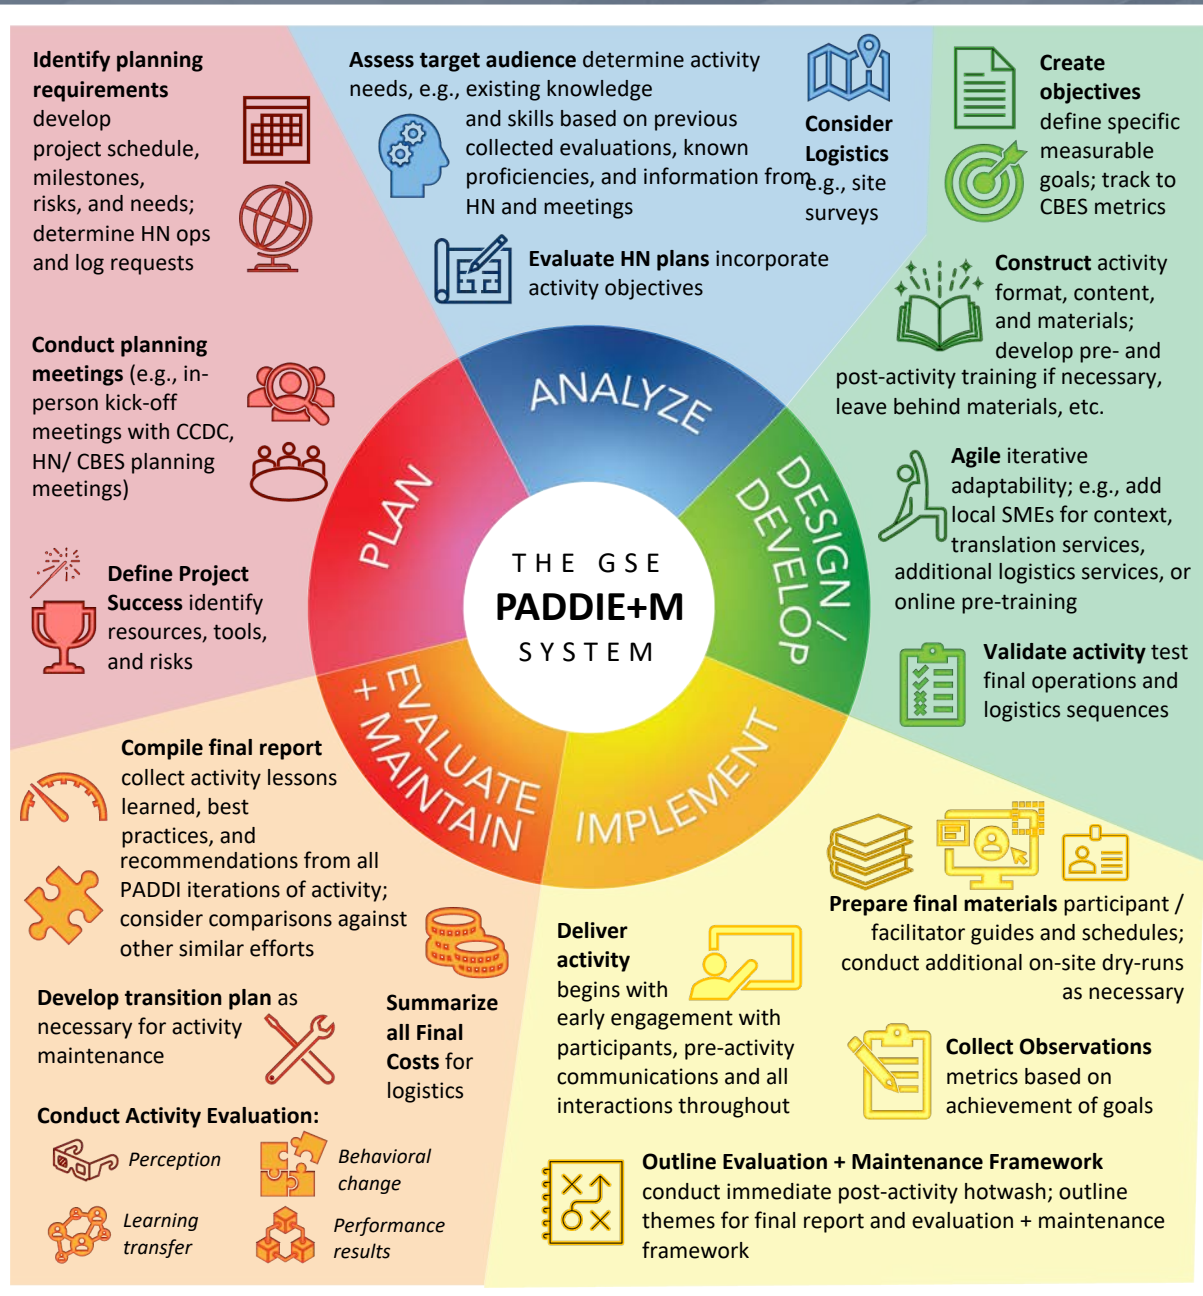 Identify planning
requirements
develop
project schedule,
milestones,
risks, and needs;
determine HN ops
and log requests
Conduct planning
meetings (e.g., in-
person kick-off
meetings with CCDC,
HN/ CBES planning
meetings)
Define Project
Success identify
resources, tools,
and risks
Assess target audience determine activity
needs, e.g., existing knowledge
and skills based on previous
collected evaluations, known
proficiencies, and information from
HN and meetings
Consider
Logistics
e.g., site
surveys
Evaluate HN plans incorporate
activity objectives
Create
objectives
define specific
measurable
goals; track to
CBES metrics
Construct activity
format, content,
and materials;
develop pre- and
post-activity training if necessary,
leave behind materials, etc.
Agile iterative
adaptability; e.g., add
local SMEs for context,
translation services,
additional logistics services, or
online pre-training
Validate activity test
final operations and
logistics sequences
PLAN
ANALYZE
DESIGN /
DEVELOP
IMPLEMENT
EVALUATE
+ MAINTAIN
THE GSE
PADDIE+M
SYSTEM
Prepare final materials participant /
facilitator guides and schedules;
conduct additional on-site dry-runs
as necessary
Deliver
activity
begins with
early engagement with
participants, pre-activity
communications and all
interactions throughout
Collect Observations
metrics based on
achievement of goals
Outline Evaluation + Maintenance Framework
conduct immediate post-activity hotwash; outline
themes for final report and evaluation + maintenance
framework
Compile final report
collect activity lessons
learned, best
practices, and
recommendations from all
PADDI iterations of activity;
consider comparisons against
other similar efforts
Develop transition plan as
necessary for activity
maintenance
Summarize
all Final
Costs for
logistics
Conduct Activity Evaluation:
Perception
Behavioral
change
Learning
transfer
Performance
results